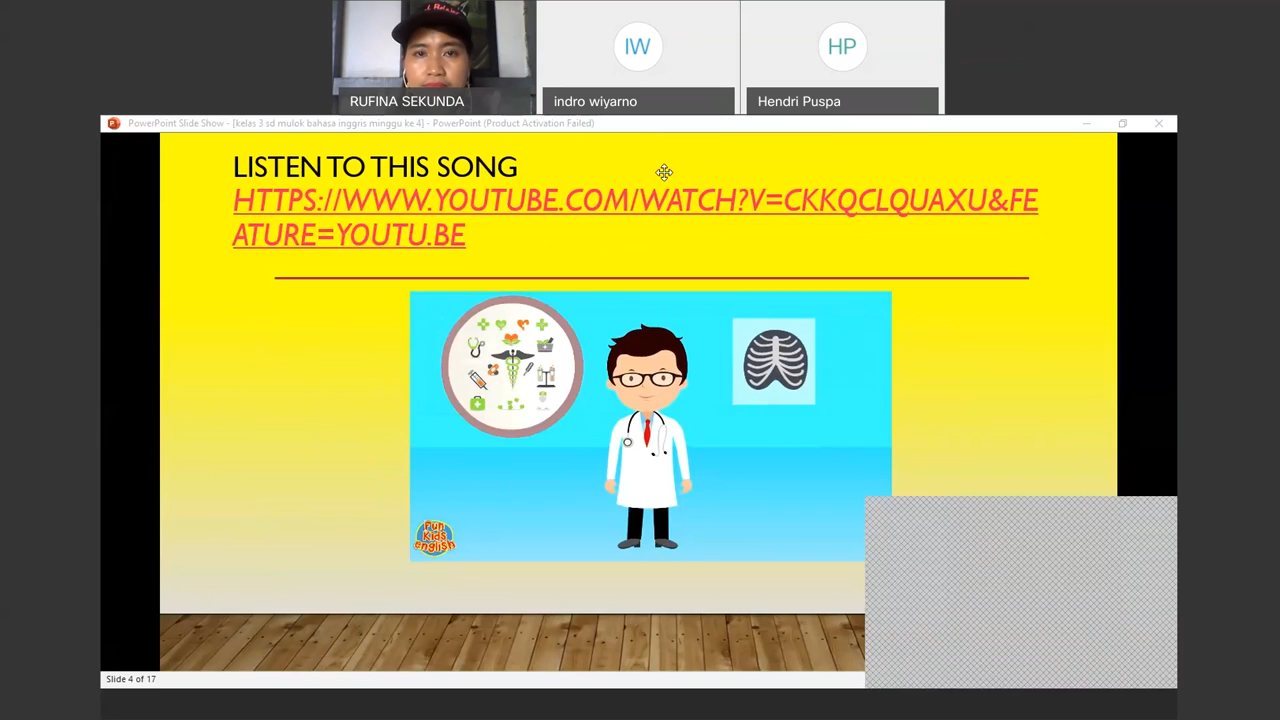 IW
HP
RUFINA SEKUNDA
indro wiyarno
Hendri Puspa
PowerPoint Slide Show - [kelas 3 sd mulok bahasa inggris minggu ke 4] - PowerPoint (Product Activation Failed)
LISTEN TO THIS SONG
HTTPS://WWW.YOUTUBE.COM/WATCH?V=CKKQCLQUAXU&FE
ATURE=YOUTU.BE
Fun
Kids
English
Slide 4 of 17